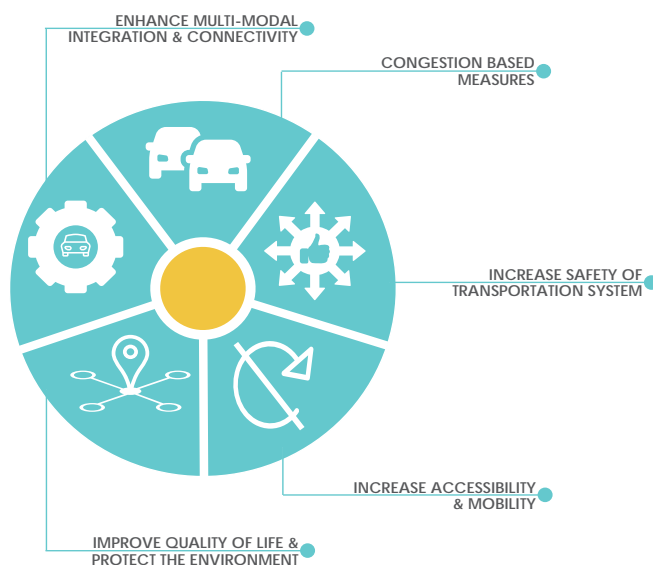 ENHANCE MULTI-MODAL
INTEGRATION & CONNECTIVITY
CONGESTION BASED
MEASURES
INCREASE SAFETY OF
TRANSPORTATION SYSTEM
INCREASE ACCESSIBILITY
& MOBILITY
IMPROVE QUALITY OF LIFE &
PROTECT THE ENVIRONMENT